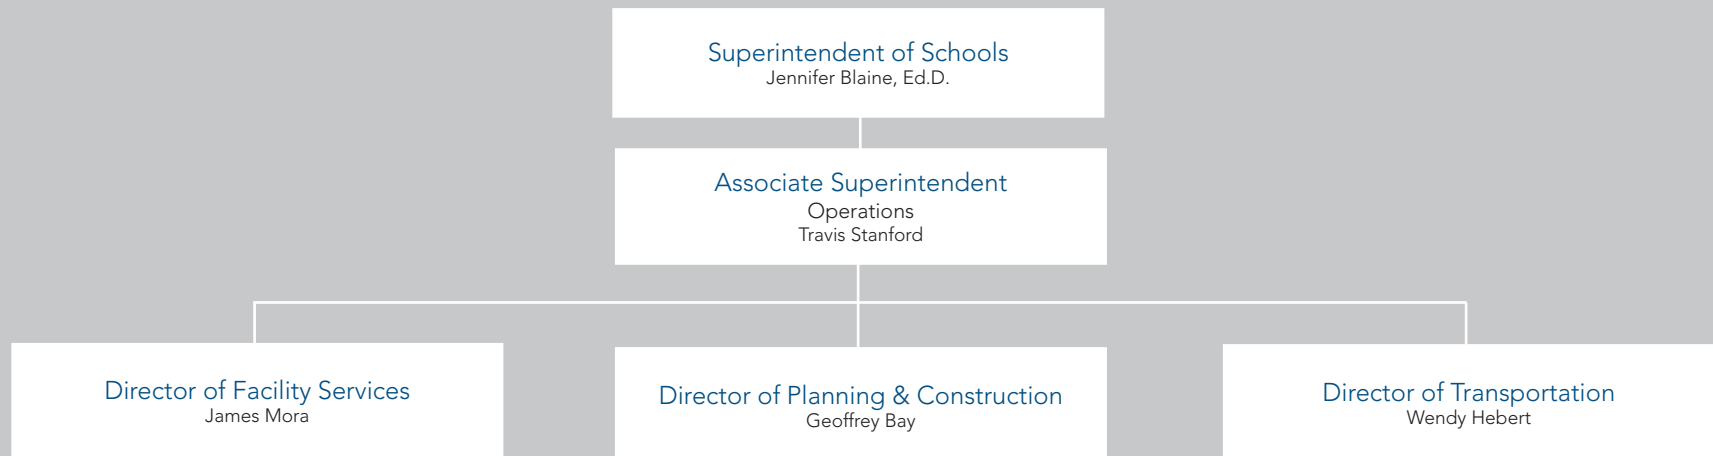 Superintendent of Schools
Jennifer Blaine, Ed.D.
Associate Superintendent
Operations
Travis Stanford
Director of Facility Services
James Mora
Director of Planning & Construction
Geoffrey Bay
Director of Transportation
Wendy Hebert